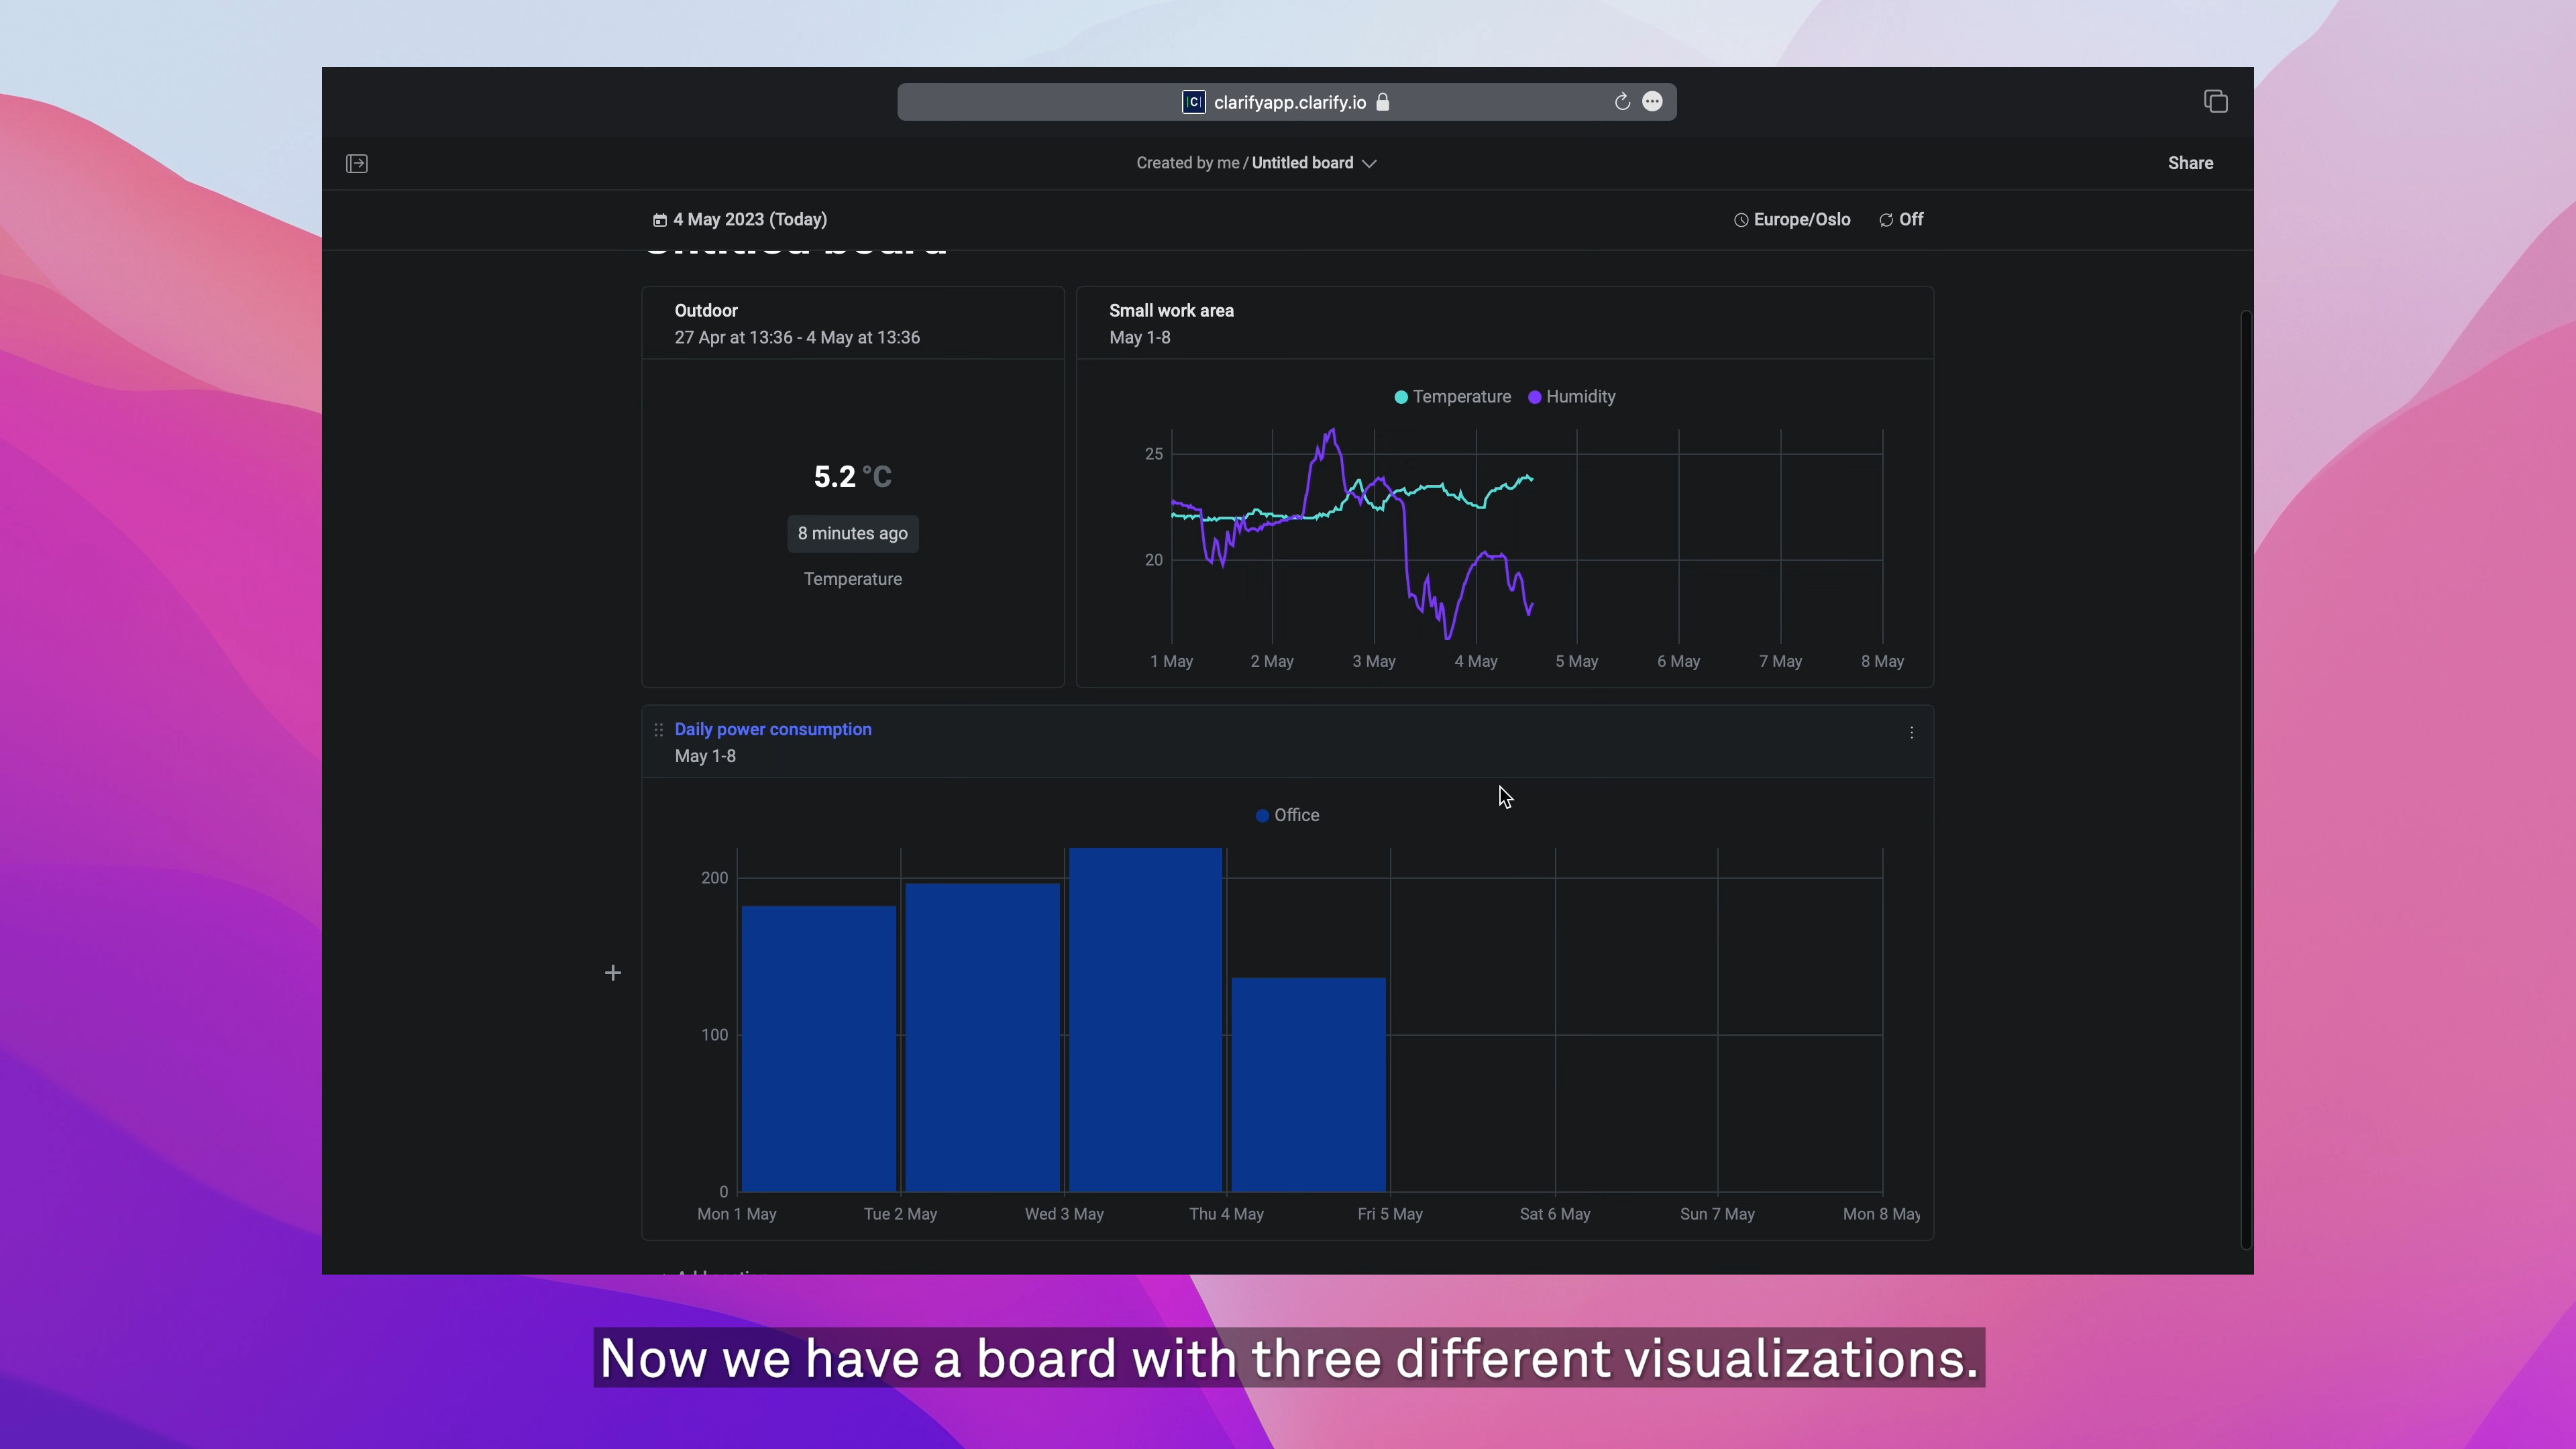 |C| clarifyapp.clarify.io
Created by me / Untitled board
Share
4 May 2023 (Today)
Europe/Oslo
Off
Untitled board
Outdoor
27 Apr at 13:36 - 4 May at 13:36
5.2 °C
8 minutes ago
Temperature
Small work area
May 1-8
Temperature Humidity
25
20
1 May 2 May 3 May 4 May 5 May 6 May 7 May 8 May
Daily power consumption
May 1-8
Office
200
100
0
Mon 1 May Tue 2 May Wed 3 May Thu 4 May Fri 5 May Sat 6 May Sun 7 May Mon 8 May
Now we have a board with three different visualizations.